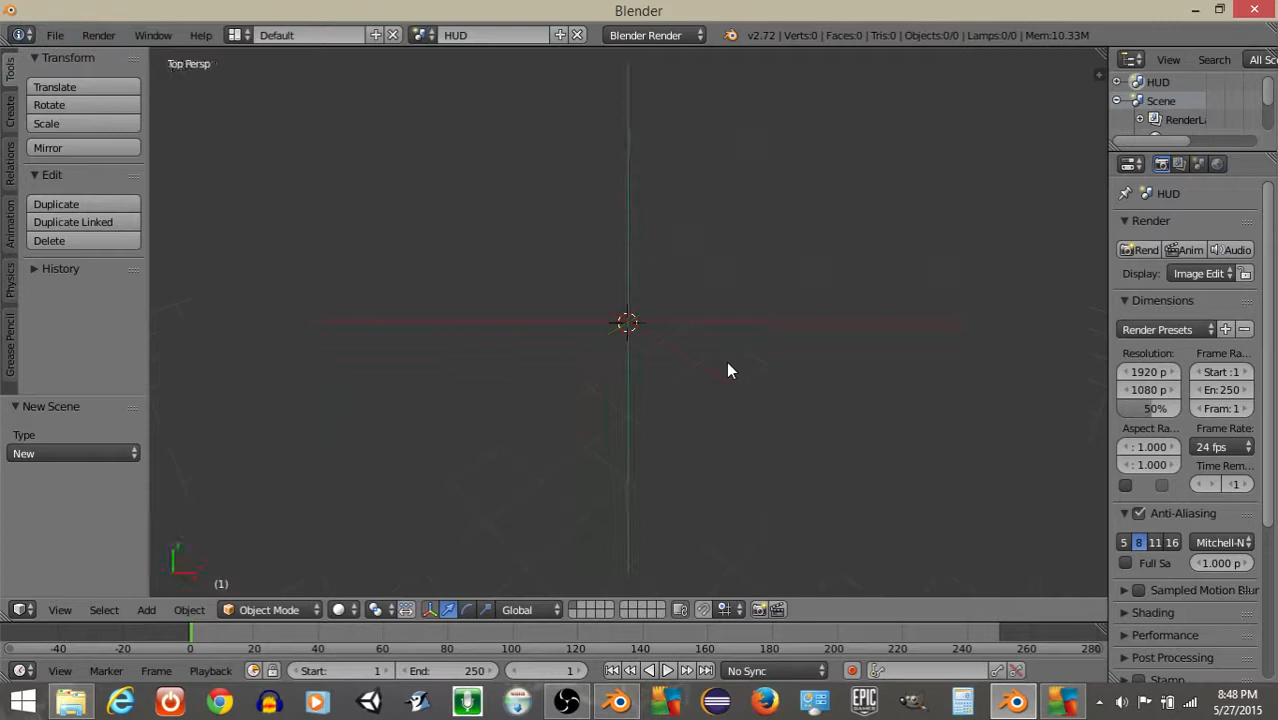 Blender
File Render Window Help Default HUD Blender Render v2.72 | Verts:0 | Faces:0 | Tris:0 | Objects:0/0 | Lamps:0/0 | Mem:10.33M
Tools
Create
Relations
Animation
Physics
Grease Pencil
Transform
Translate
Rotate
Scale
Mirror
Edit
Duplicate
Duplicate Linked
Delete
History
New Scene
Type
New
Top Persp
(1)
View Search All Sce
HUD
Scene
RenderLa
HUD
Render
Rend Anim Audio
Display: Image Edit
Dimensions
Render Presets
Resolution: Frame Ra...
1920 p Start :1
1080 p En: 250
50% Fram: 1
Aspect Ra... Frame Rate:
: 1.000 24 fps
: 1.000 Time Rem...
1
Anti-Aliasing
5 8 11 16 Mitchell-N
Full Sa 1.000 p
Sampled Motion Blur
Shading
Performance
Post Processing
Stamp
View Select Add Object Object Mode Global
-40 -20 0 20 40 60 80 100 120 140 160 180 200 220 240 260 280
View Marker Frame Playback Start: 1 End: 250 1 No Sync
EPIC GAMES
8:48 PM
5/27/2015